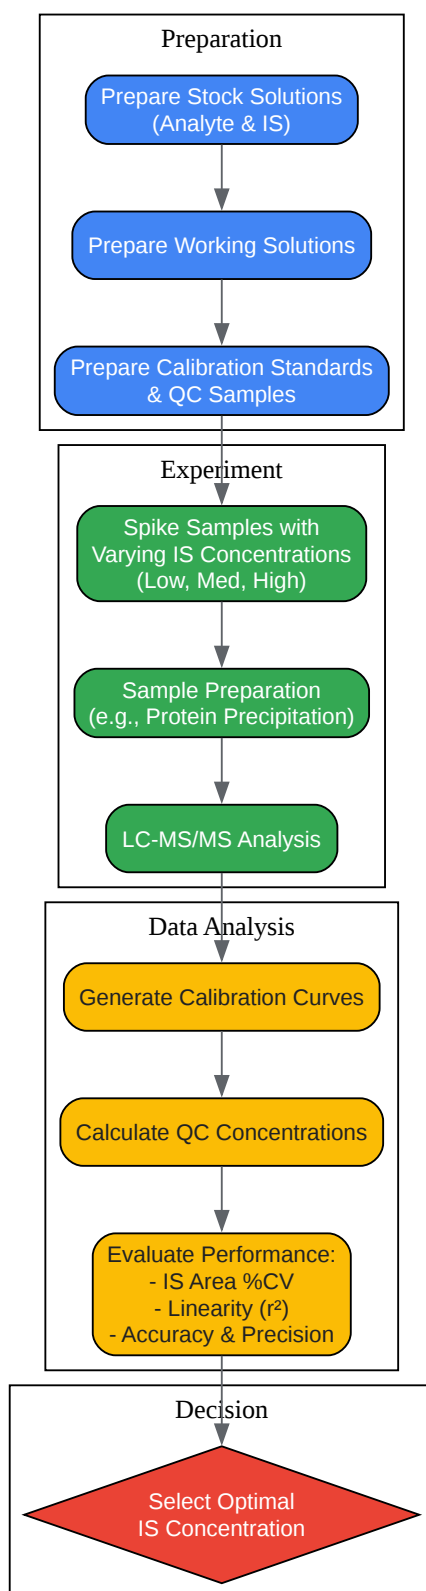 Preparation
Prepare Stock Solutions
(Analyte & IS)
Prepare Working Solutions
Prepare Calibration Standards
& QC Samples
Experiment
Spike Samples with
Varying IS Concentrations
(Low, Med, High)
Sample Preparation
(e.g., Protein Precipitation)
LC-MS/MS Analysis
Data Analysis
Generate Calibration Curves
Calculate QC Concentrations
Evaluate Performance:
- IS Area %CV
- Linearity (r²)
- Accuracy & Precision
Decision
Select Optimal
IS Concentration